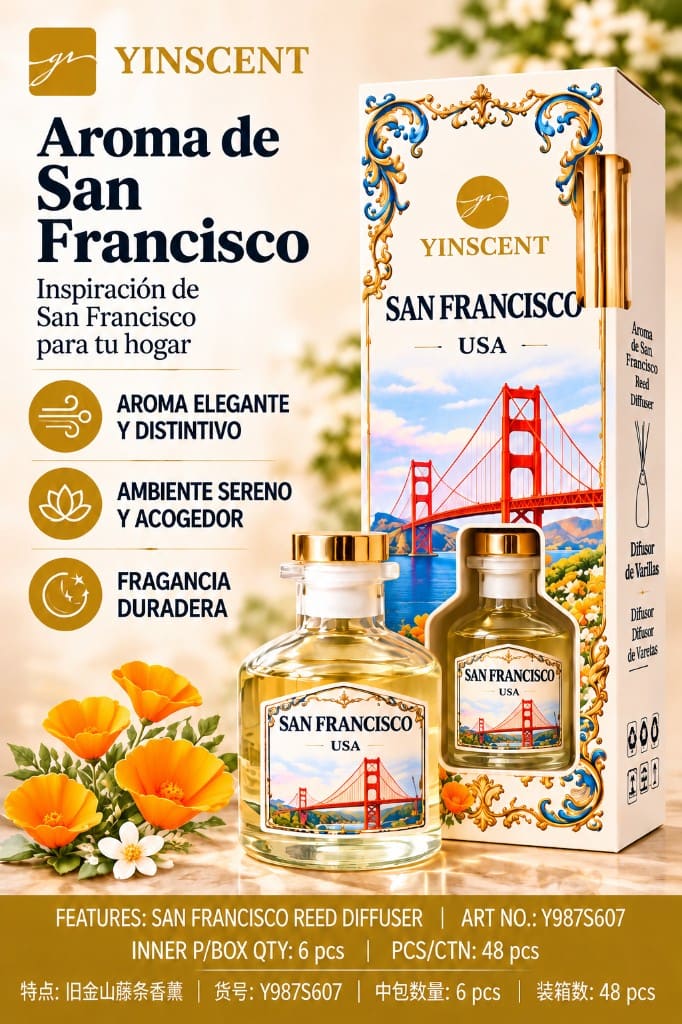 YINSCENT
Aroma de
San
Francisco
Inspiración de
San Francisco
para tu hogar
AROMA ELEGANTE
Y DISTINTIVO
AMBIENTE SERENO
Y ACOGEDOR
FRAGANCIA
DURADERA
YINSCENT
SAN FRANCISCO
USA
Aroma
de San
Francisco
Reed
Diffuser
Difusor
de Varillas
Difusor
Difusor
de Varetas
SAN FRANCISCO
USA
SAN FRANCISCO
USA
FEATURES: SAN FRANCISCO REED DIFFUSER | ART NO.: Y987S607
INNER P/BOX QTY: 6 pcs | PCS/CTN: 48 pcs
特点: 旧金山藤条香薰 | 货号: Y987S607 | 中包数量: 6 pcs | 装箱数: 48 pcs